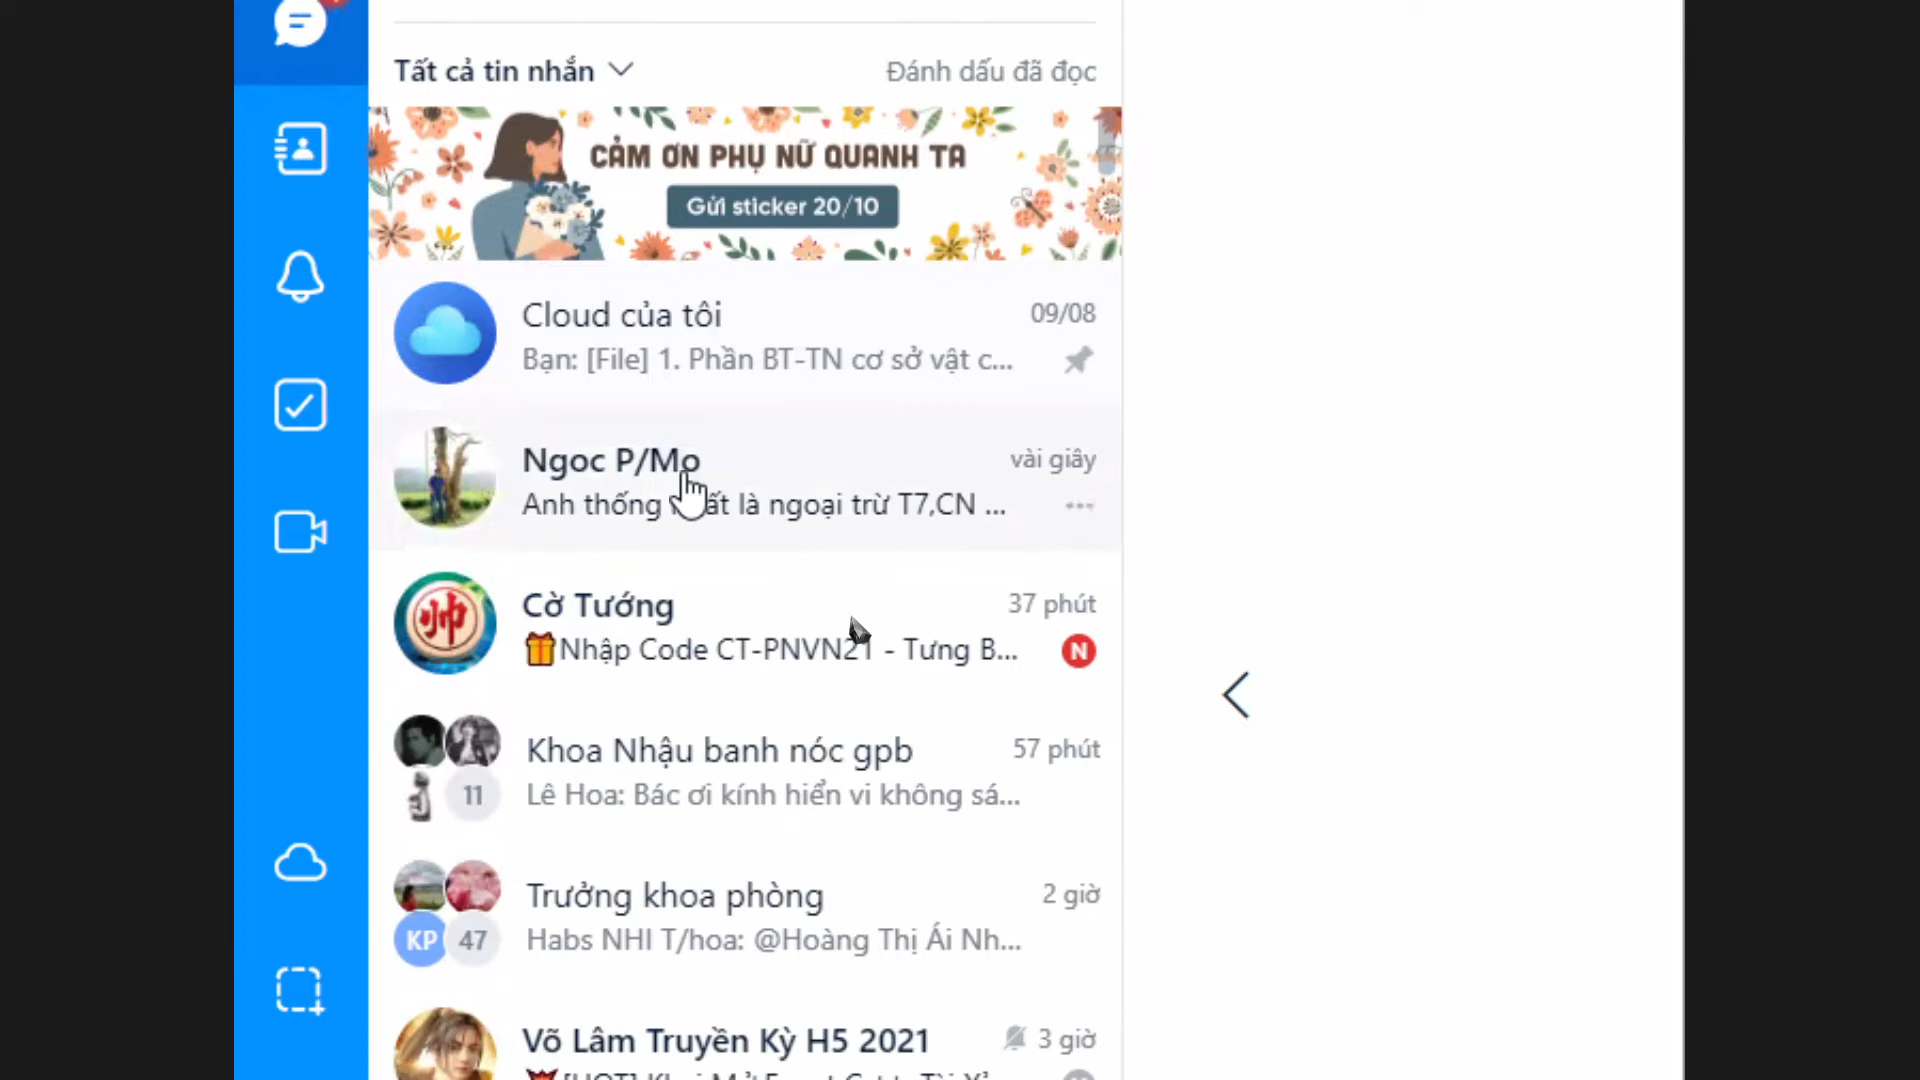 Tất cả tin nhắn
Đánh dấu đã đọc
CẢM ƠN PHỤ NỮ QUANH TA
Gửi sticker 20/10
Cloud của tôi
09/08
Bạn: [File] 1. Phần BT-TN cơ sở vật c...
Ngoc P/Mo
vài giây
Anh thống là ngoại trừ T7,CN ...
Cờ Tướng
37 phút
🎁Nhập Code CT-PNVN21 - Tưng B...
N
Khoa Nhậu banh nóc gpb
57 phút
11
Lê Hoa: Bác ơi kính hiển vi không sá...
Trưởng khoa phòng
2 giờ
KP
47
Habs NHI T/hoa: @Hoàng Thị Ái Nh...
Võ Lâm Truyền Kỳ H5 2021
3 giờ